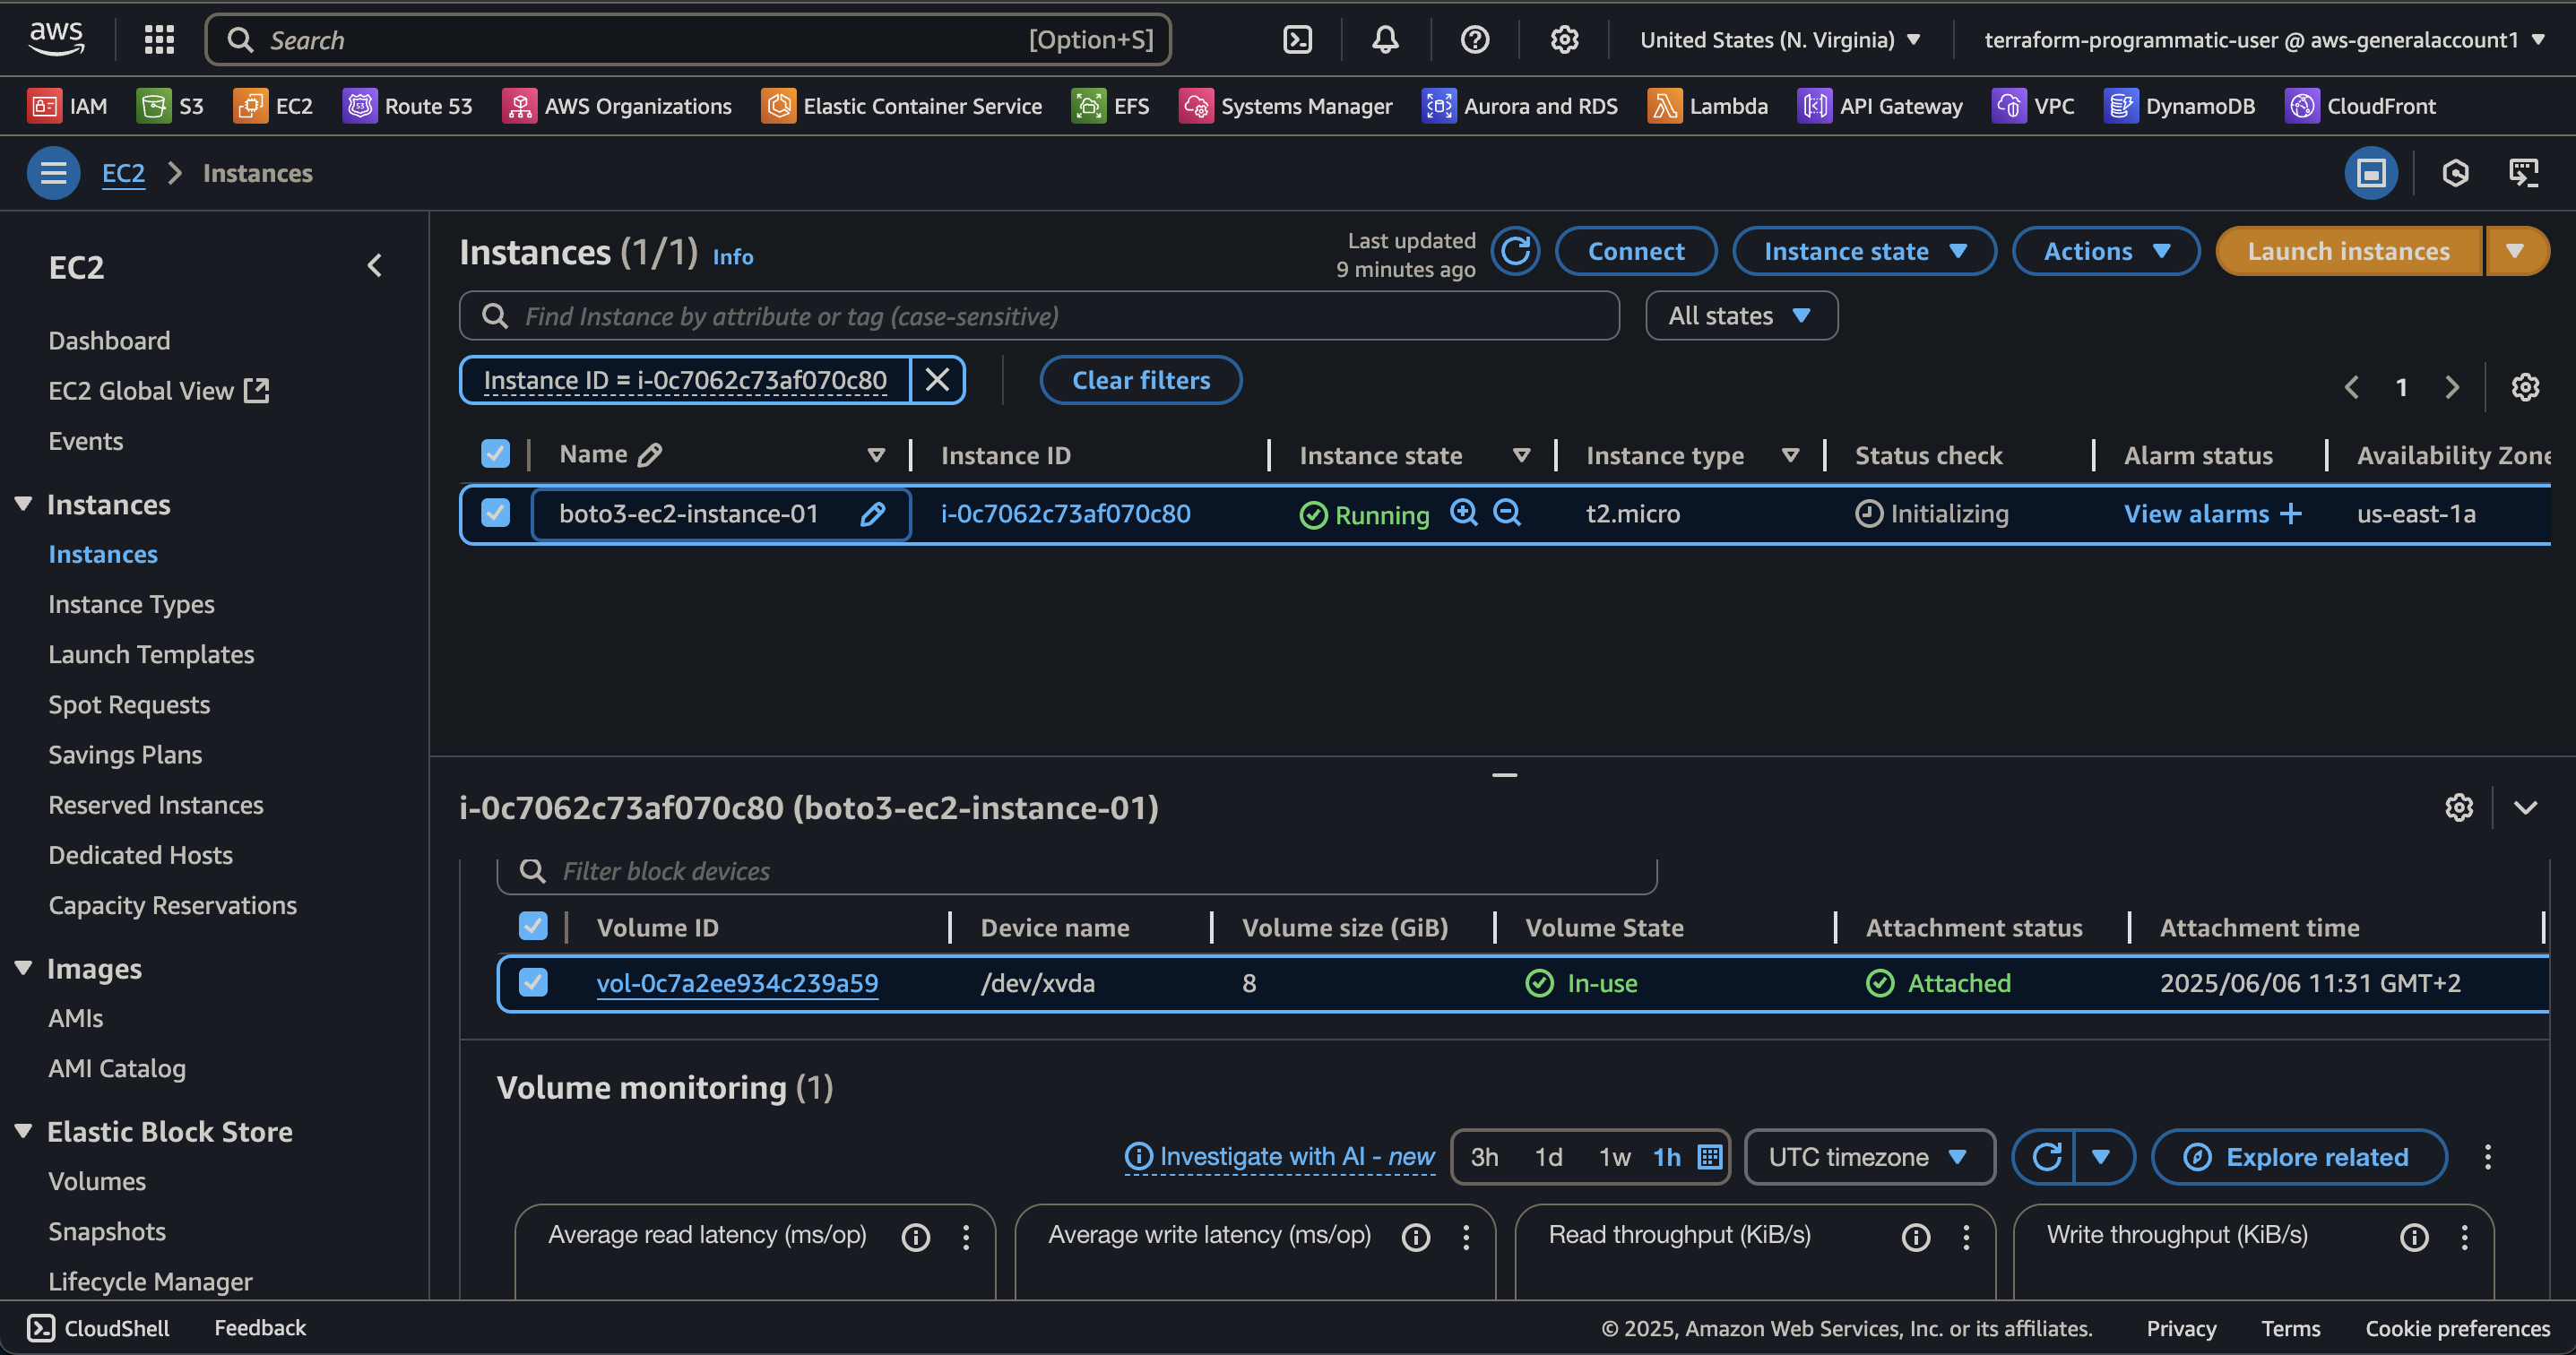 aws
Search [Option+S]
United States (N. Virginia)
terraform-programmatic-user @ aws-generalaccount1
IAM S3 EC2 Route 53 AWS Organizations Elastic Container Service EFS Systems Manager Aurora and RDS Lambda API Gateway VPC DynamoDB CloudFront
EC2 Instances
EC2
Dashboard
EC2 Global View
Events
Instances
Instances
Instance Types
Launch Templates
Spot Requests
Savings Plans
Reserved Instances
Dedicated Hosts
Capacity Reservations
Images
AMIs
AMI Catalog
Elastic Block Store
Volumes
Snapshots
Lifecycle Manager
Instances (1/1) Info
Last updated
9 minutes ago
Connect
Instance state
Actions
Launch instances
Find Instance by attribute or tag (case-sensitive)
All states
Instance ID = i-0c7062c73af070c80
Clear filters
1
Name Instance ID Instance state Instance type Status check Alarm status Availability Zone
boto3-ec2-instance-01 i-0c7062c73af070c80 Running t2.micro Initializing View alarms + us-east-1a
i-0c7062c73af070c80 (boto3-ec2-instance-01)
Filter block devices
Volume ID Device name Volume size (GiB) Volume State Attachment status Attachment time
vol-0c7a2ee934c239a59 /dev/xvda 8 In-use Attached 2025/06/06 11:31 GMT+2
Volume monitoring (1)
Investigate with AI - new
3h 1d 1w 1h
UTC timezone
Explore related
Average read latency (ms/op)
Average write latency (ms/op)
Read throughput (KiB/s)
Write throughput (KiB/s)
CloudShell Feedback
© 2025, Amazon Web Services, Inc. or its affiliates. Privacy Terms Cookie preferences